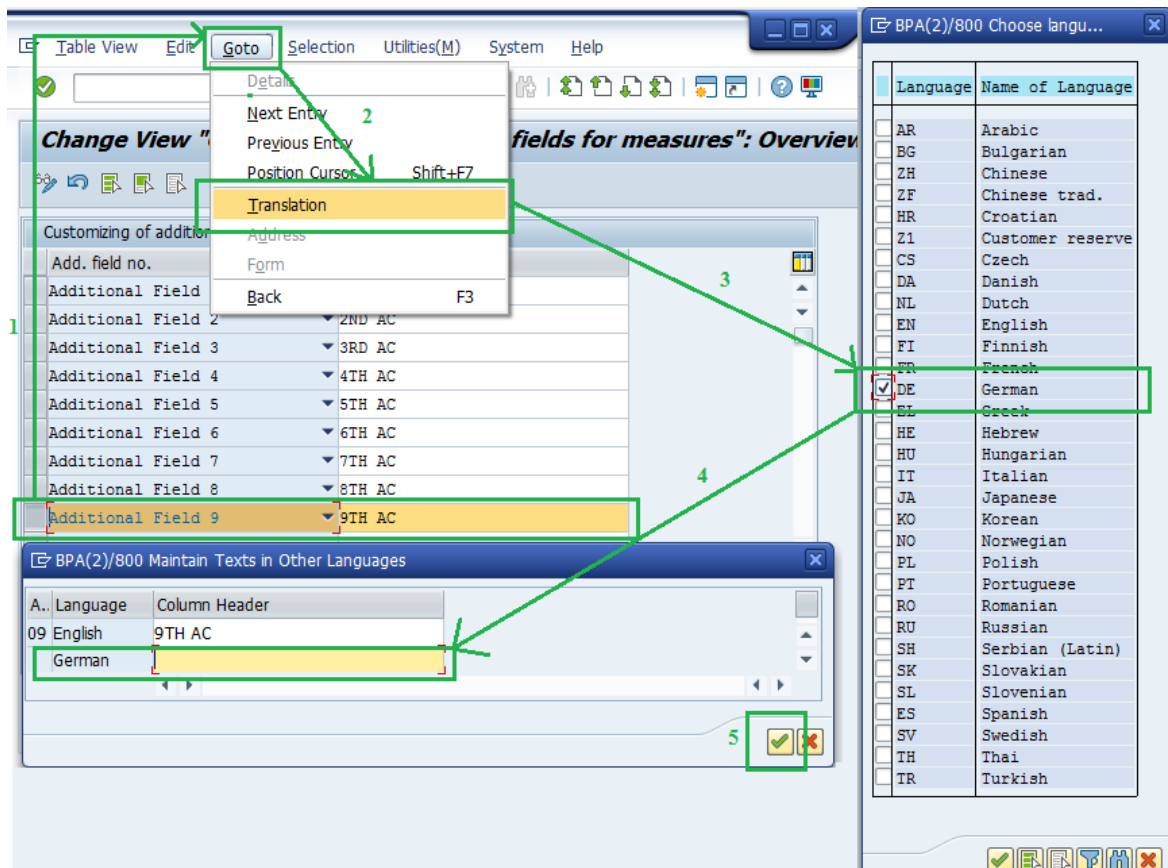 Table View Edit Goto Selection Utilities(M) System Help
Details
Next Entry
2
Previous Entry
Position Cursor Shift+F7
Translation
Address
Form
Back F3
Change View " fields for measures": Overview
Customizing of addition
Add. field no.
Additional Field
1
Additional Field 2 2ND AC
Additional Field 3 3RD AC
Additional Field 4 4TH AC
Additional Field 5 5TH AC
Additional Field 6 6TH AC
Additional Field 7 7TH AC
Additional Field 8 8TH AC
Additional Field 9 9TH AC
3
4
BPA(2)/800 Maintain Texts in Other Languages
A.. Language Column Header
09 English 9TH AC
German
5
BPA(2)/800 Choose langu...
Language Name of Language
AR Arabic
BG Bulgarian
ZH Chinese
ZF Chinese trad.
HR Croatian
Z1 Customer reserve
CS Czech
DA Danish
NL Dutch
EN English
FI Finnish
FR French
DE German
EL Greek
HE Hebrew
HU Hungarian
IT Italian
JA Japanese
KO Korean
NO Norwegian
PL Polish
PT Portuguese
RO Romanian
RU Russian
SH Serbian (Latin)
SK Slovakian
SL Slovenian
ES Spanish
SV Swedish
TH Thai
TR Turkish